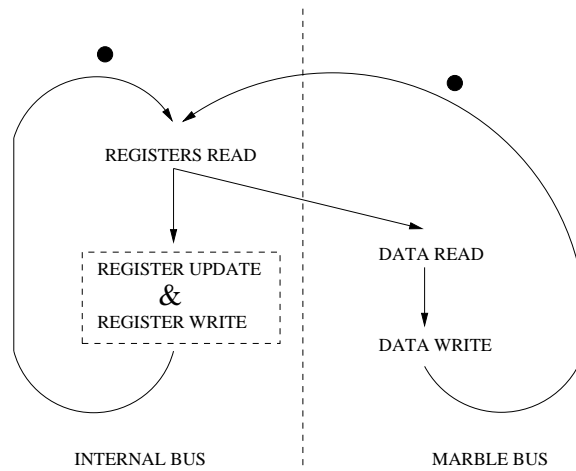 REGISTERS READ
REGISTER UPDATE
&
REGISTER WRITE
DATA READ
DATA WRITE
INTERNAL BUS
MARBLE BUS